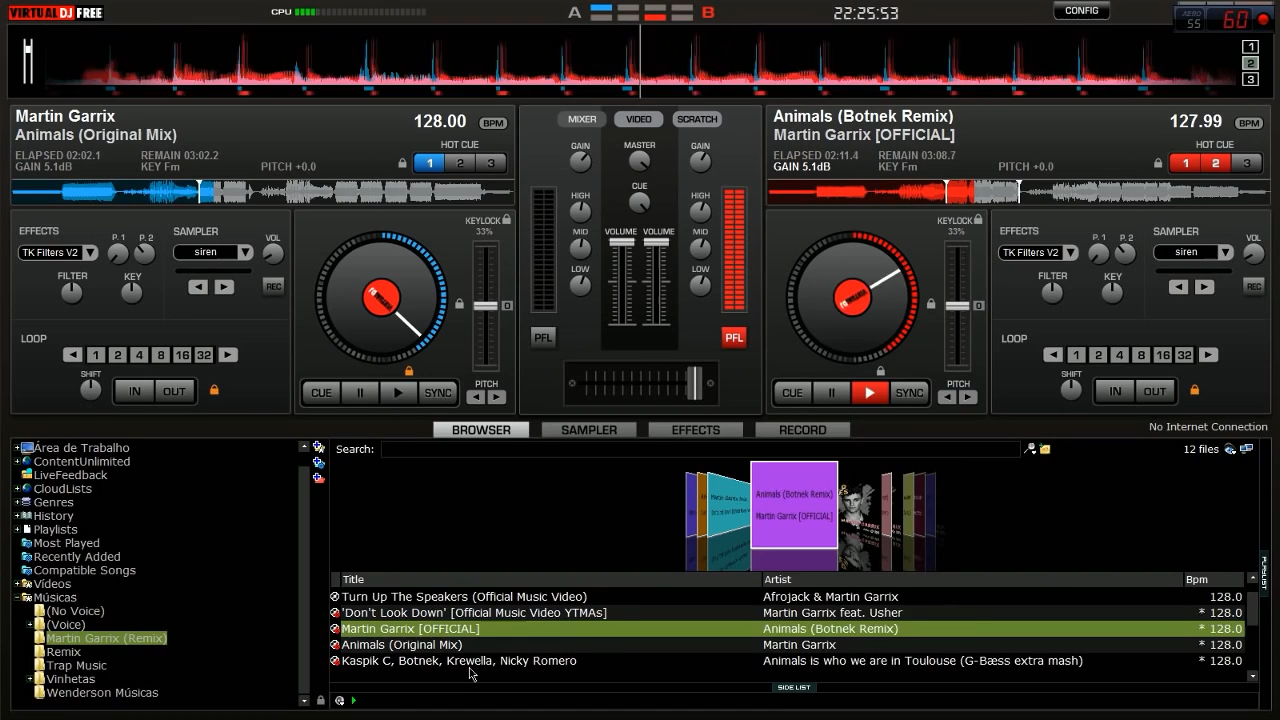 VIRTUAL DJ FREE
CPU
A
B
22:25:53
CONFIG
AERO
55
60
1
2
3
Martin Garrix
Animals (Original Mix)
128.00 BPM
ELAPSED 02:02.1 REMAIN 03:02.2
GAIN 5.1dB KEY Fm PITCH +0.0
HOT CUE
1 2 3
MIXER VIDEO SCRATCH
GAIN MASTER GAIN
CUE
HIGH HIGH
MID VOLUME VOLUME MID
LOW LOW
PFL PFL
Animals (Botnek Remix)
Martin Garrix [OFFICIAL]
127.99 BPM
ELAPSED 02:11.4 REMAIN 03:08.7
GAIN 5.1dB KEY Fm PITCH +0.0
HOT CUE
1 2 3
EFFECTS P. 1 P. 2 SAMPLER VOL
TK Filters V2 siren
FILTER KEY REC
LOOP
1 2 4 8 16 32
SHIFT IN OUT
KEYLOCK
33%
0
CUE SYNC PITCH
KEYLOCK
33%
0
CUE SYNC PITCH
EFFECTS P. 1 P. 2 SAMPLER VOL
TK Filters V2 siren
FILTER KEY REC
LOOP
1 2 4 8 16 32
SHIFT IN OUT
BROWSER SAMPLER EFFECTS RECORD
No Internet Connection
Área de Trabalho
ContentUnlimited
LiveFeedback
CloudLists
Genres
History
Playlists
Most Played
Recently Added
Compatible Songs
Vídeos
Músicas
(No Voice)
(Voice)
Martin Garrix (Remix)
Remix
Trap Music
Vinhetas
Wenderson Músicas
Search:
12 files
Animals (Botnek Remix)
Martin Garrix [OFFICIAL]
Title Artist Bpm
Turn Up The Speakers (Official Music Video) Afrojack & Martin Garrix 128.0
'Don't Look Down' [Official Music Video YTMAs] Martin Garrix feat. Usher * 128.0
Martin Garrix [OFFICIAL] Animals (Botnek Remix) * 128.0
Animals (Original Mix) Martin Garrix * 128.0
Kaspik C, Botnek, Krewella, Nicky Romero Animals is who we are in Toulouse (G-Bæss extra mash) * 128.0
SIDE LIST
PLAYLIST